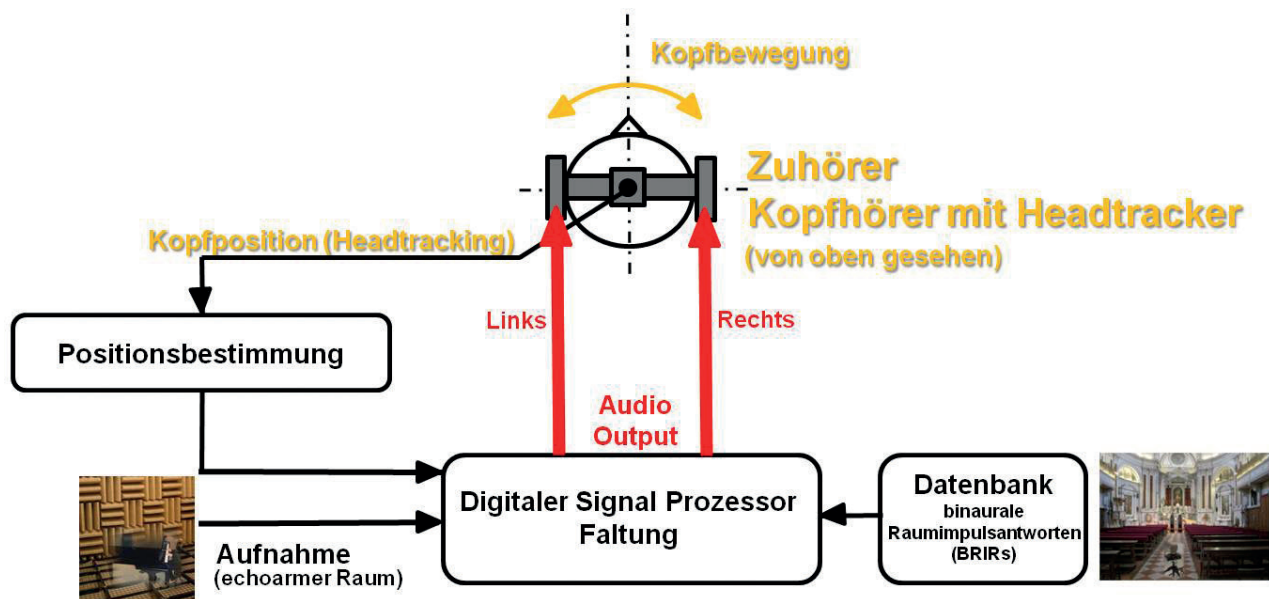 Kopfbewegung
Zuhörer
Kopfhörer mit Headtracker
(von oben gesehen)
Kopfposition (Headtracking)
Links
Rechts
Positionsbestimmung
Audio
Output
Digitaler Signal Prozessor
Faltung
Datenbank
binaurale
Raumimpulsantworten
(BRIRs)
Aufnahme
(echoarmer Raum)